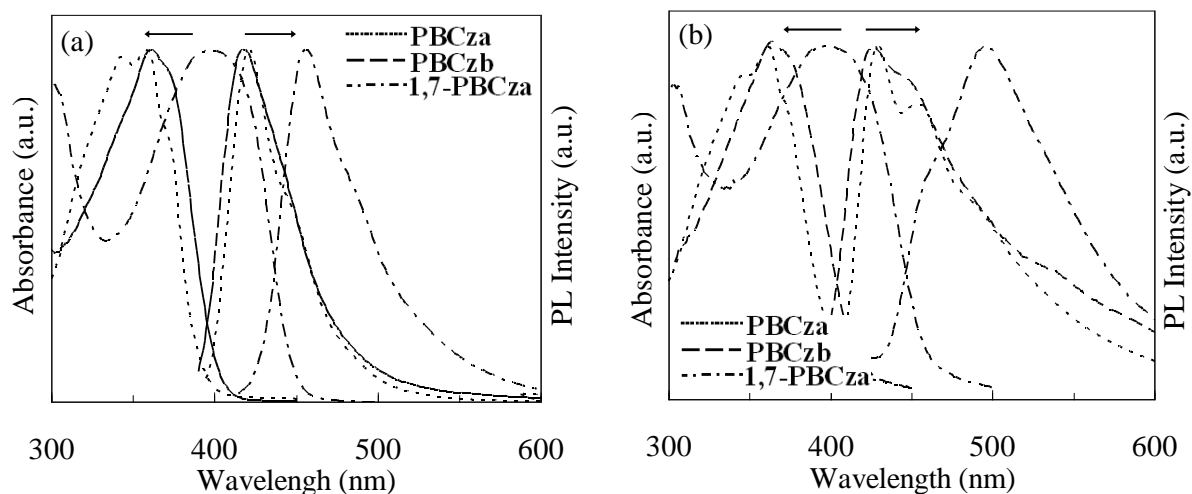 (a)
PBCza
PBCzb
1,7-PBCza
Absorbance (a.u.)
PL Intensity (a.u.)
300 400 500 600
Wavelengh (nm)
(b)
Absorbance (a.u.)
PL Intensity (a.u.)
PBCza
PBCzb
1,7-PBCza
300 400 500 600
Wavelength (nm)